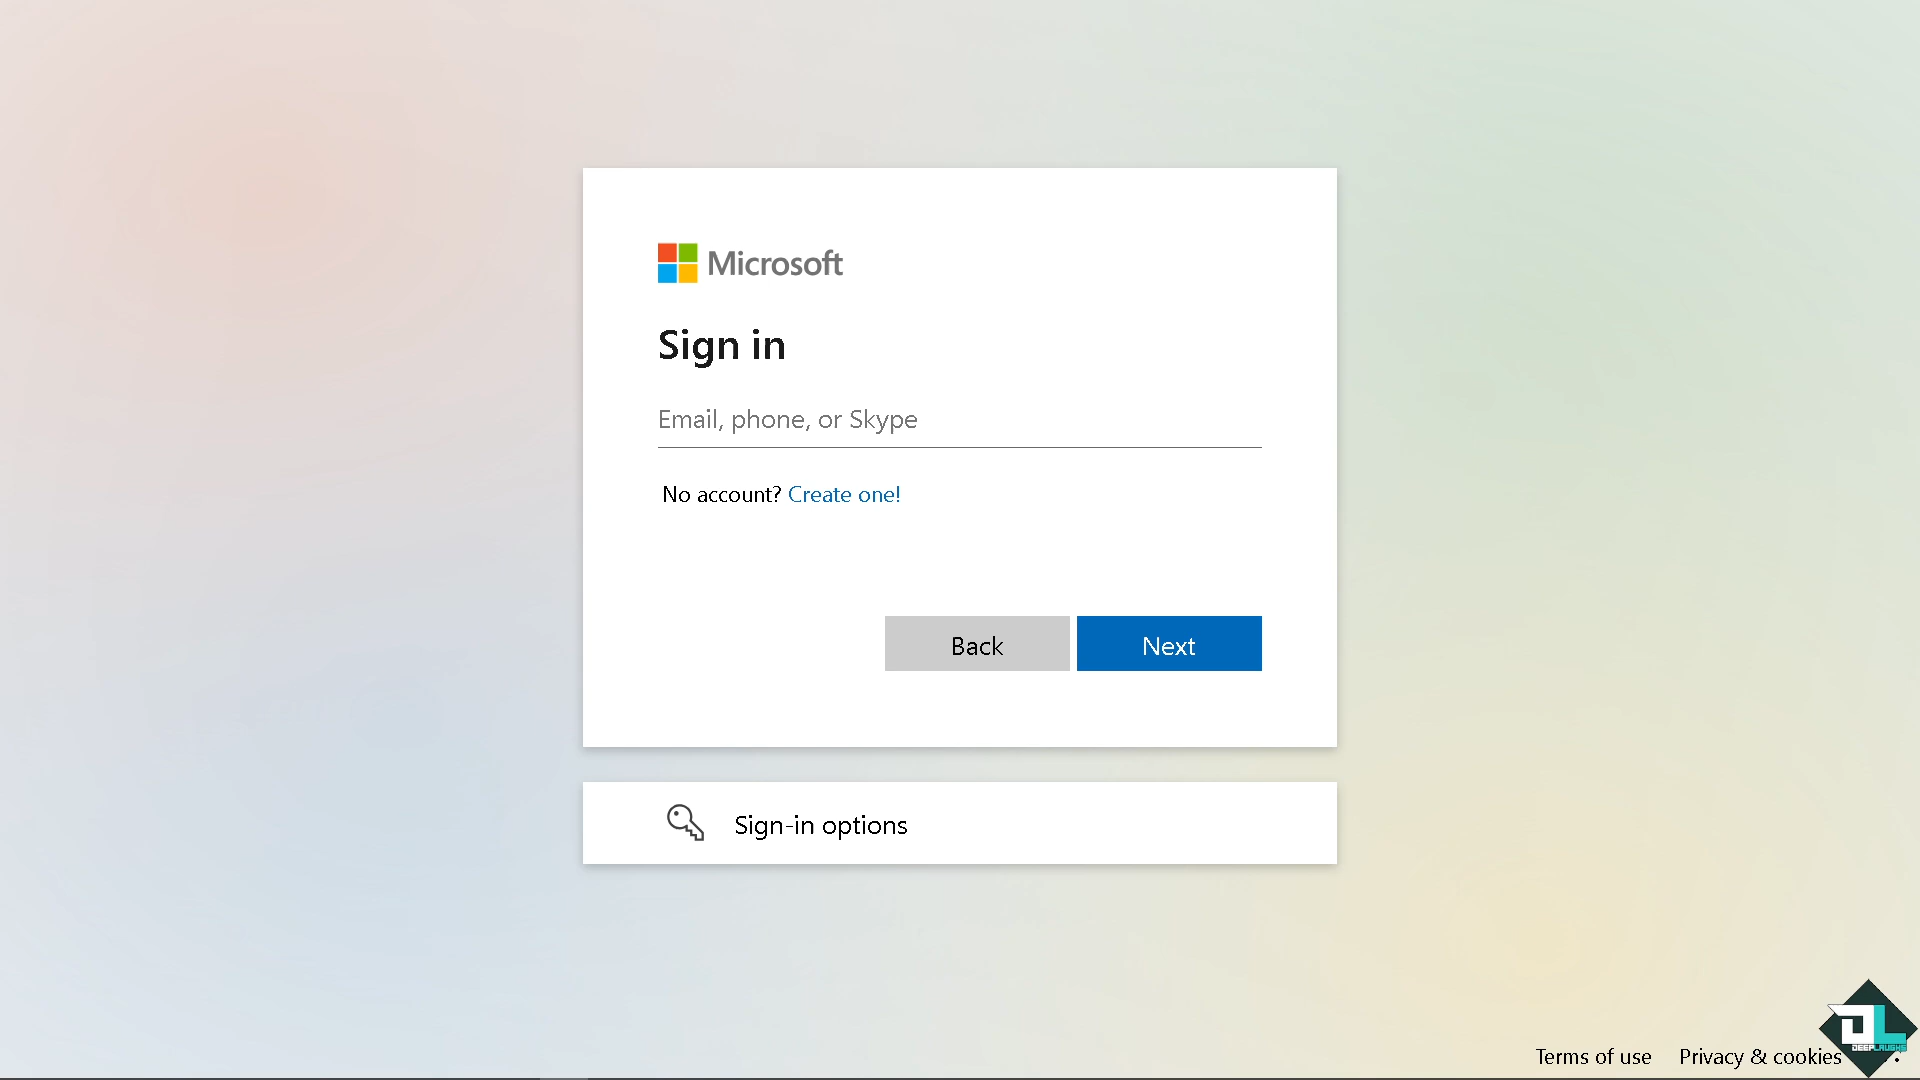 Microsoft
Sign in
Email, phone, or Skype
No account? Create one!
Back Next
Sign-in options
Terms of use Privacy & cookies
DEEPLAUGHS